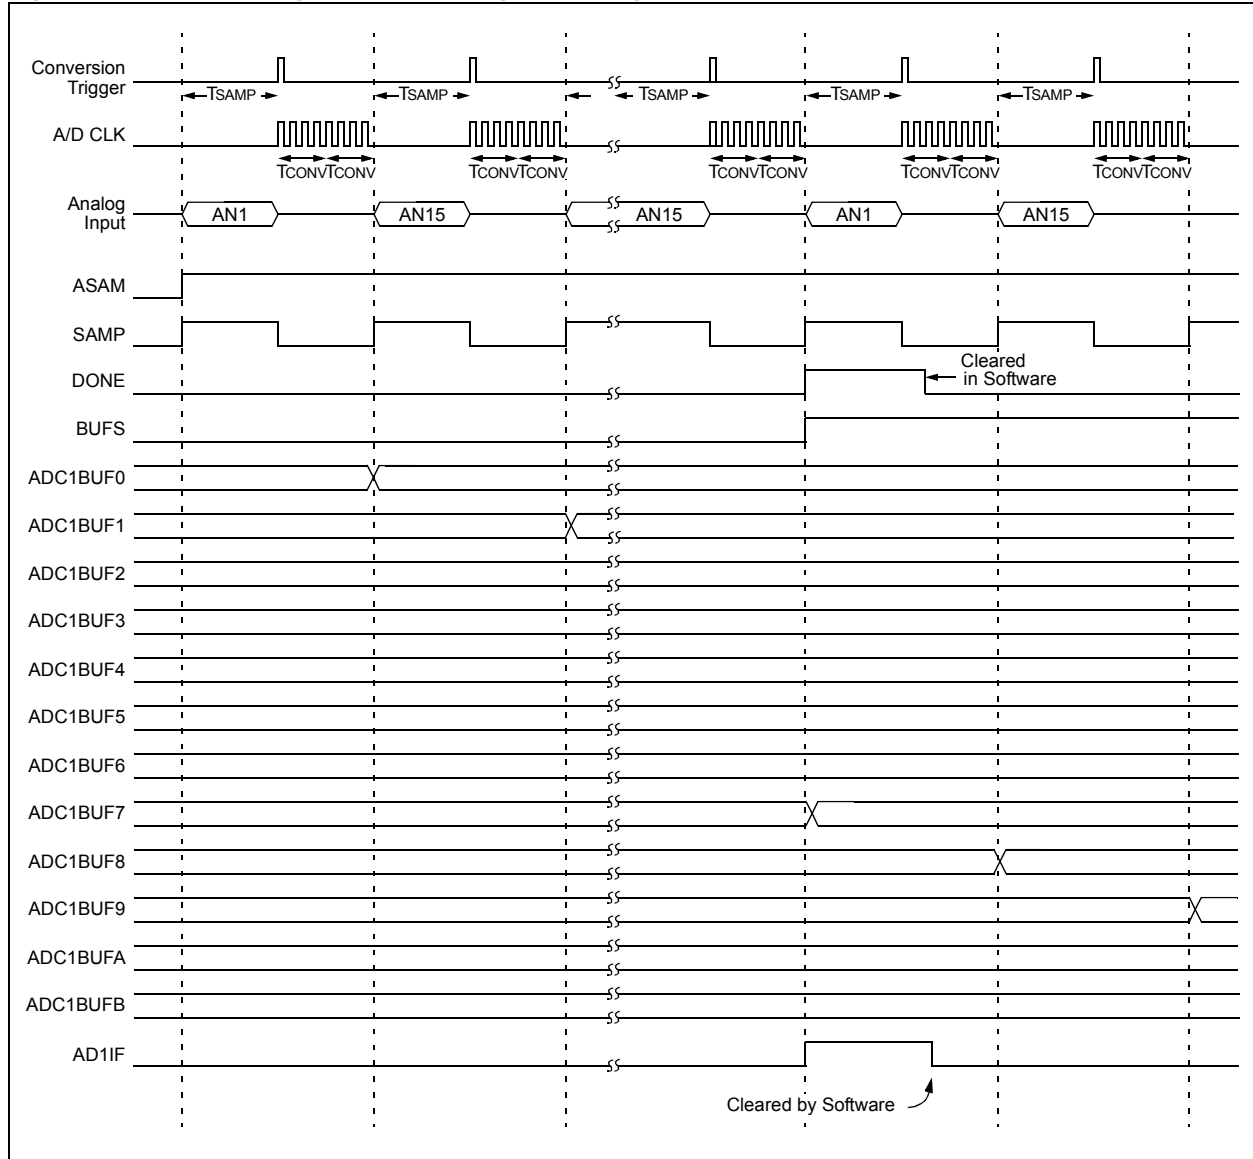 Conversion
Trigger
TSAMP TSAMP TSAMP TSAMP TSAMP
A/D CLK
TCONVTCONV TCONVTCONV TCONVTCONV TCONVTCONV TCONVTCONV
Analog
Input
AN1 AN15 AN15 AN1 AN15
ASAM
SAMP
DONE
Cleared
in Software
BUFS
ADC1BUF0
ADC1BUF1
ADC1BUF2
ADC1BUF3
ADC1BUF4
ADC1BUF5
ADC1BUF6
ADC1BUF7
ADC1BUF8
ADC1BUF9
ADC1BUFA
ADC1BUFB
AD1IF
Cleared by Software